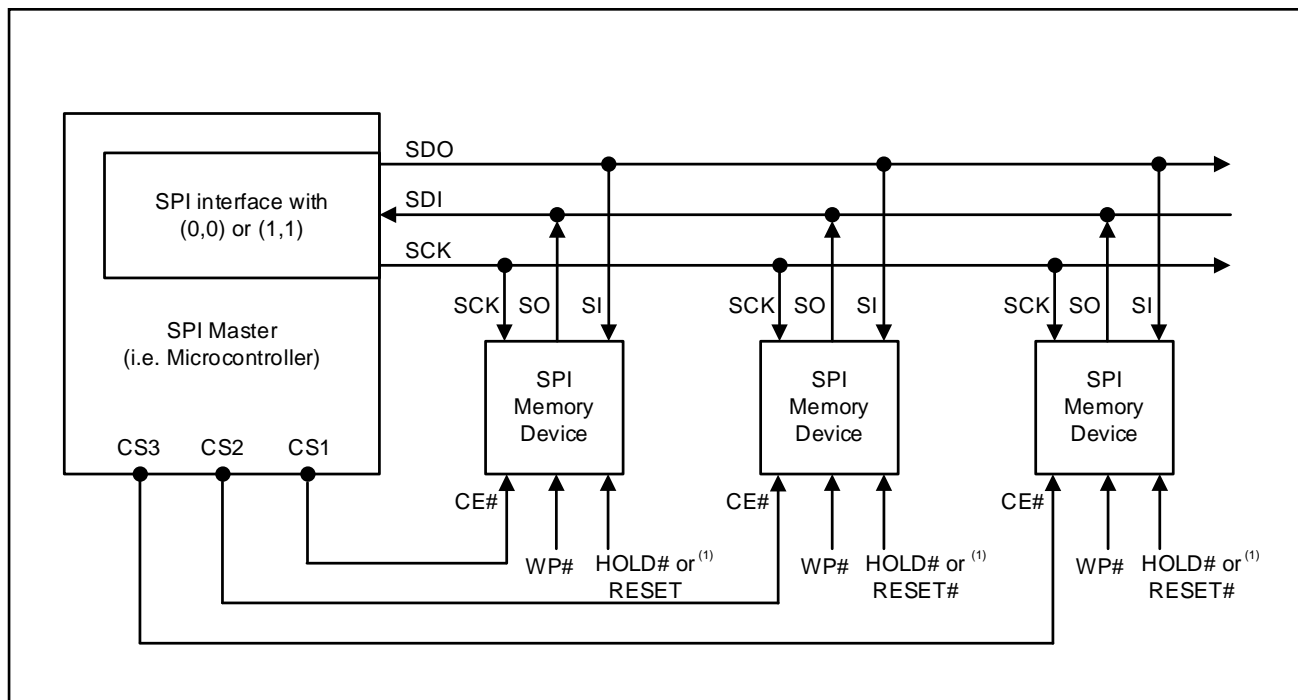 SDO
SPI interface with
(0,0) or (1,1)
SDI
SCK
SPI Master
(i.e. Microcontroller)
CS3
CS2
CS1
SCK
SO
SI
SPI
Memory
Device
CE#
WP#
HOLD# or (1)
RESET
SCK
SO
SI
SPI
Memory
Device
CE#
WP#
HOLD# or (1)
RESET#
SCK
SO
SI
SPI
Memory
Device
CE#
WP#
HOLD# or (1)
RESET#